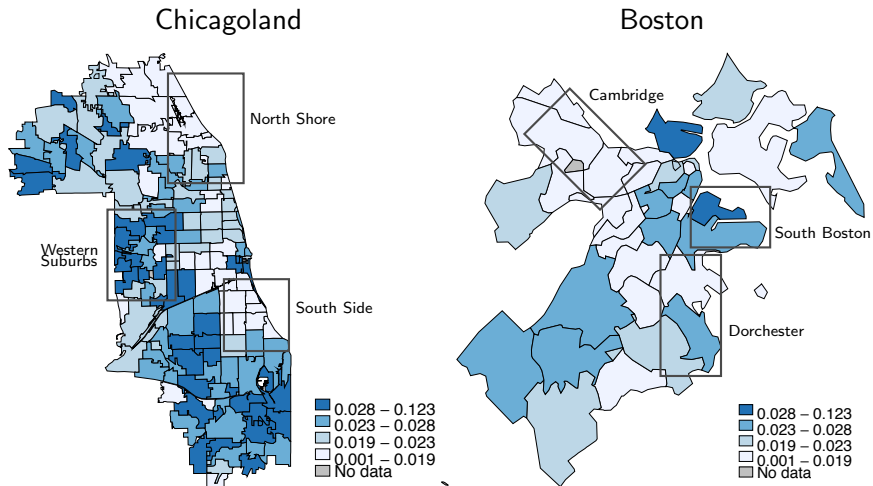 Chicagoland
Boston
North Shore
Western
Suburbs
South Side
0.028 – 0.123
0.023 – 0.028
0.019 – 0.023
0.001 – 0.019
No data
Cambridge
South Boston
Dorchester
0.028 – 0.123
0.023 – 0.028
0.019 – 0.023
0.001 – 0.019
No data